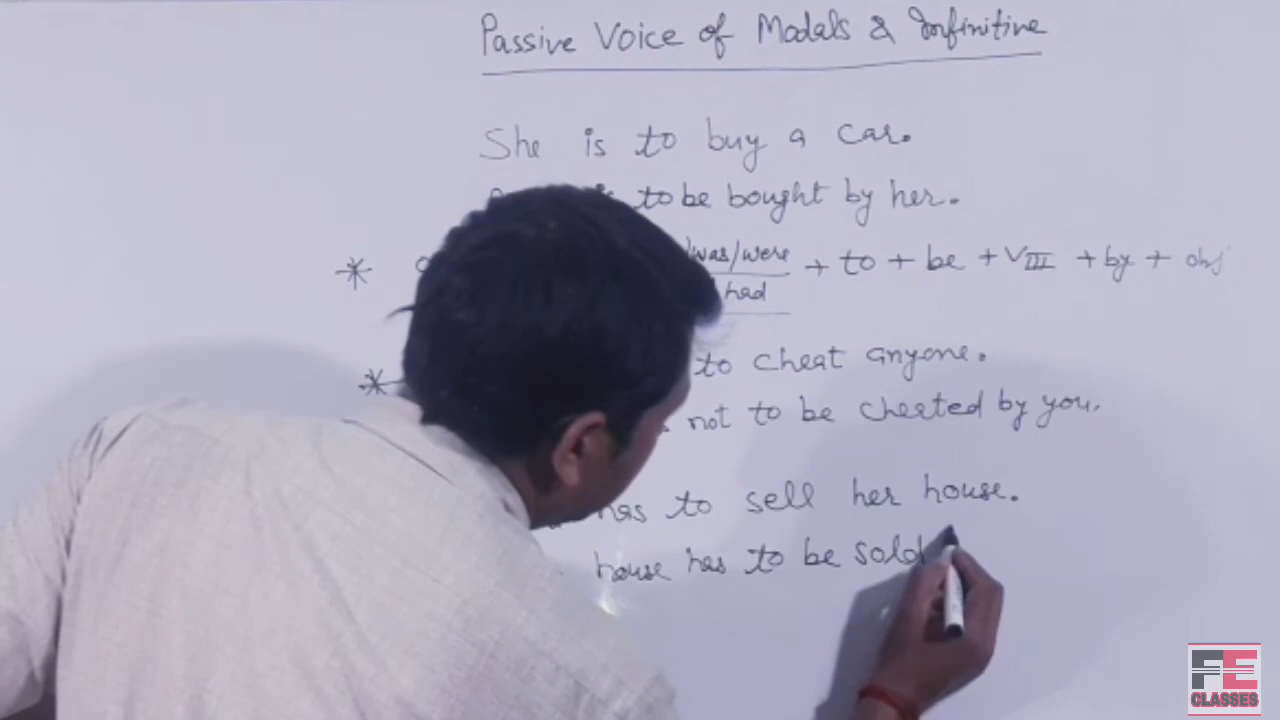 Passive Voice of Modals & Infinitive
She is to buy a car.
to be bought by her.
* /was/were + to + be + VIII + by + obj
had
* to cheat anyone.
not to be cheated by you.
has to sell her house.
house has to be sold
FE
CLASSES